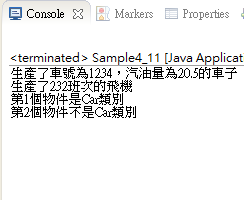 Console Markers Properties
<terminated> Sample4_11 [Java Applicat
生產了車號為1234，汽油量為20.5的車子
生產了232班次的飛機
第1個物件是Car類別
第2個物件不是Car類別